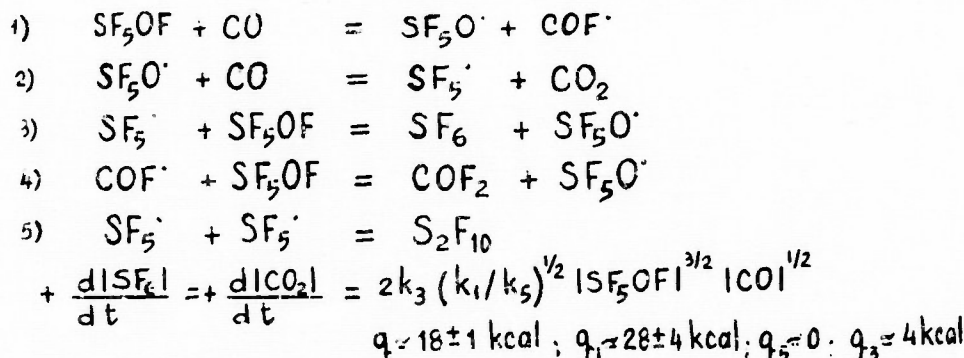 1) SF₅OF + CO = SF₅O˙ + COF˙
2) SF₅O˙ + CO = SF₅˙ + CO₂
3) SF₅˙ + SF₅OF = SF₆ + SF₅O˙
4) COF˙ + SF₅OF = COF₂ + SF₅O˙
5) SF₅˙ + SF₅˙ = S₂F₁₀
+ d|SF₆|/dt = + d|CO₂|/dt = 2k₃ (k₁/k₅)^1/2 |SF₅OF|^3/2 |CO|^1/2
q = 18 ± 1 kcal ; q₁ = 28 ± 4 kcal ; q₅ = 0 ; q₃ = 4 kcal